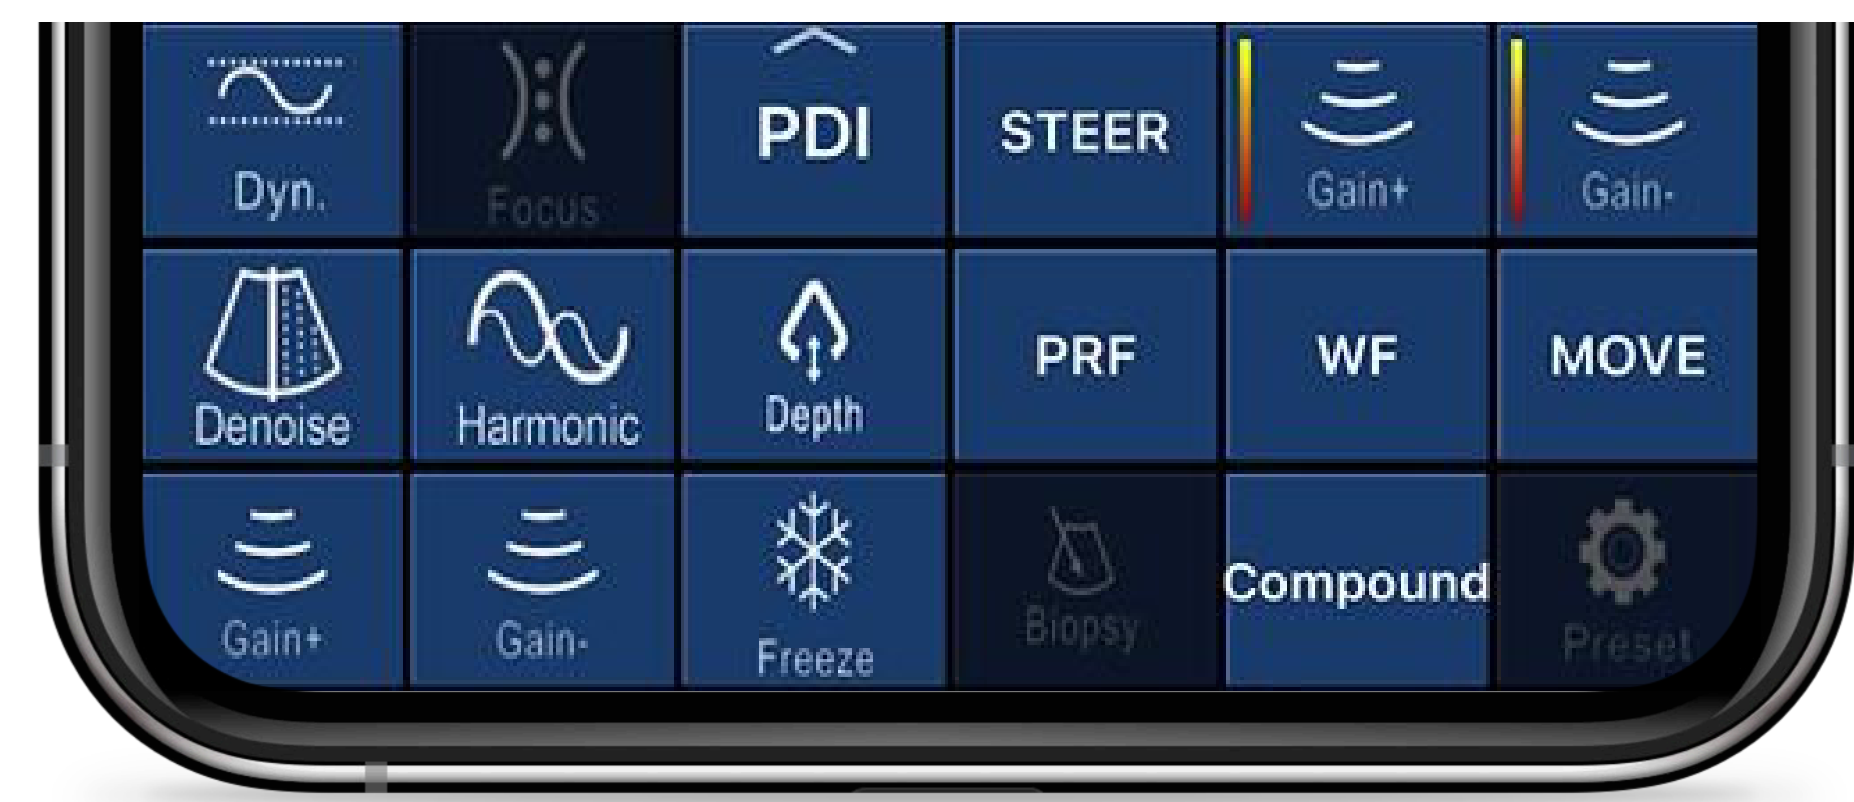 Dyn.
Focus
PDI
STEER
Gain+
Gain-
Denoise
Harmonic
Depth
PRF
WF
MOVE
Gain+
Gain-
Freeze
Biopsy
Compound
Preset